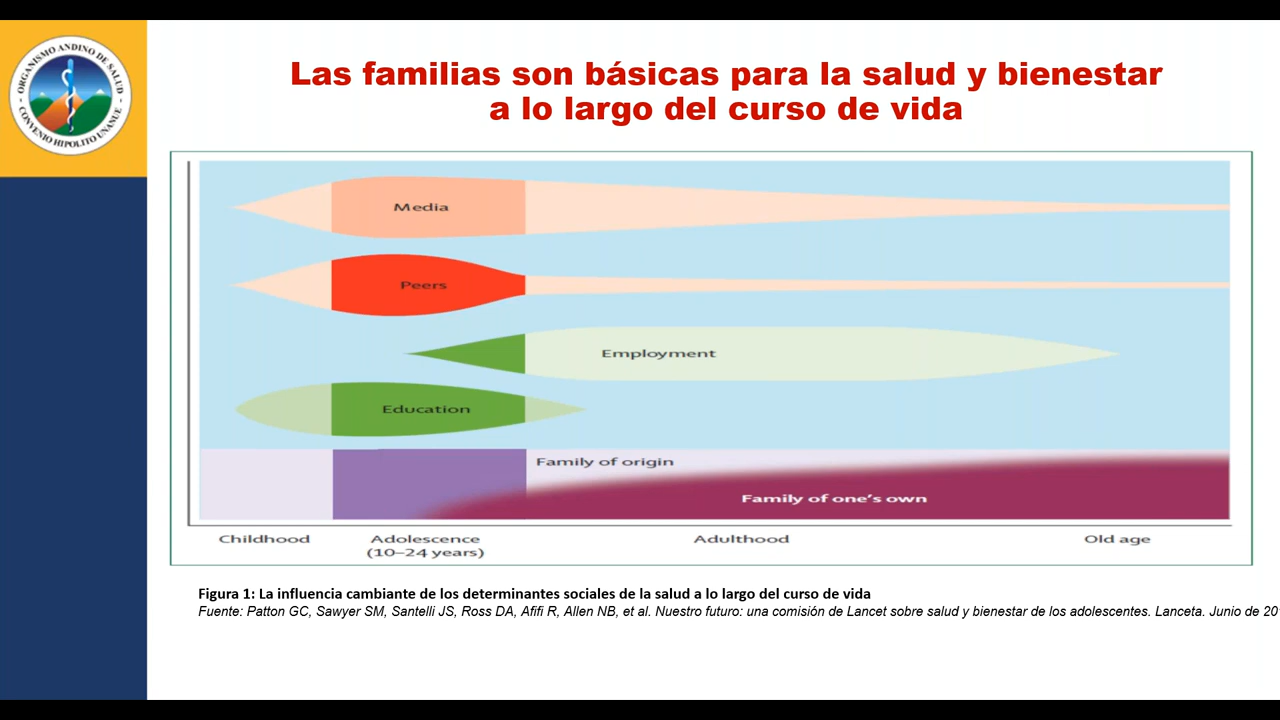 ORGANISMO ANDINO DE SALUD
CONVENIO HIPOLITO UNANUE
Las familias son básicas para la salud y bienestar
a lo largo del curso de vida
Media
Peers
Employment
Education
Family of origin
Family of one's own
Childhood
Adolescence
(10–24 years)
Adulthood
Old age
Figura 1: La influencia cambiante de los determinantes sociales de la salud a lo largo del curso de vida
Fuente: Patton GC, Sawyer SM, Santelli JS, Ross DA, Afifi R, Allen NB, et al. Nuestro futuro: una comisión de Lancet sobre salud y bienestar de los adolescentes. Lanceta. Junio de